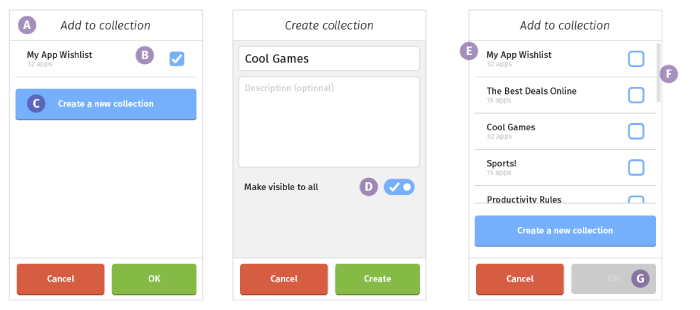 A
Add to collection
My App Wishlist
32 apps
B
C
Create a new collection
Cancel
OK
Create collection
Cool Games
Description (optional)
Make visible to all
D
Cancel
Create
Add to collection
E
My App Wishlist
32 apps
F
The Best Deals Online
15 apps
Cool Games
32 apps
Sports!
15 apps
Productivity Rules
Create a new collection
Cancel
OK
G